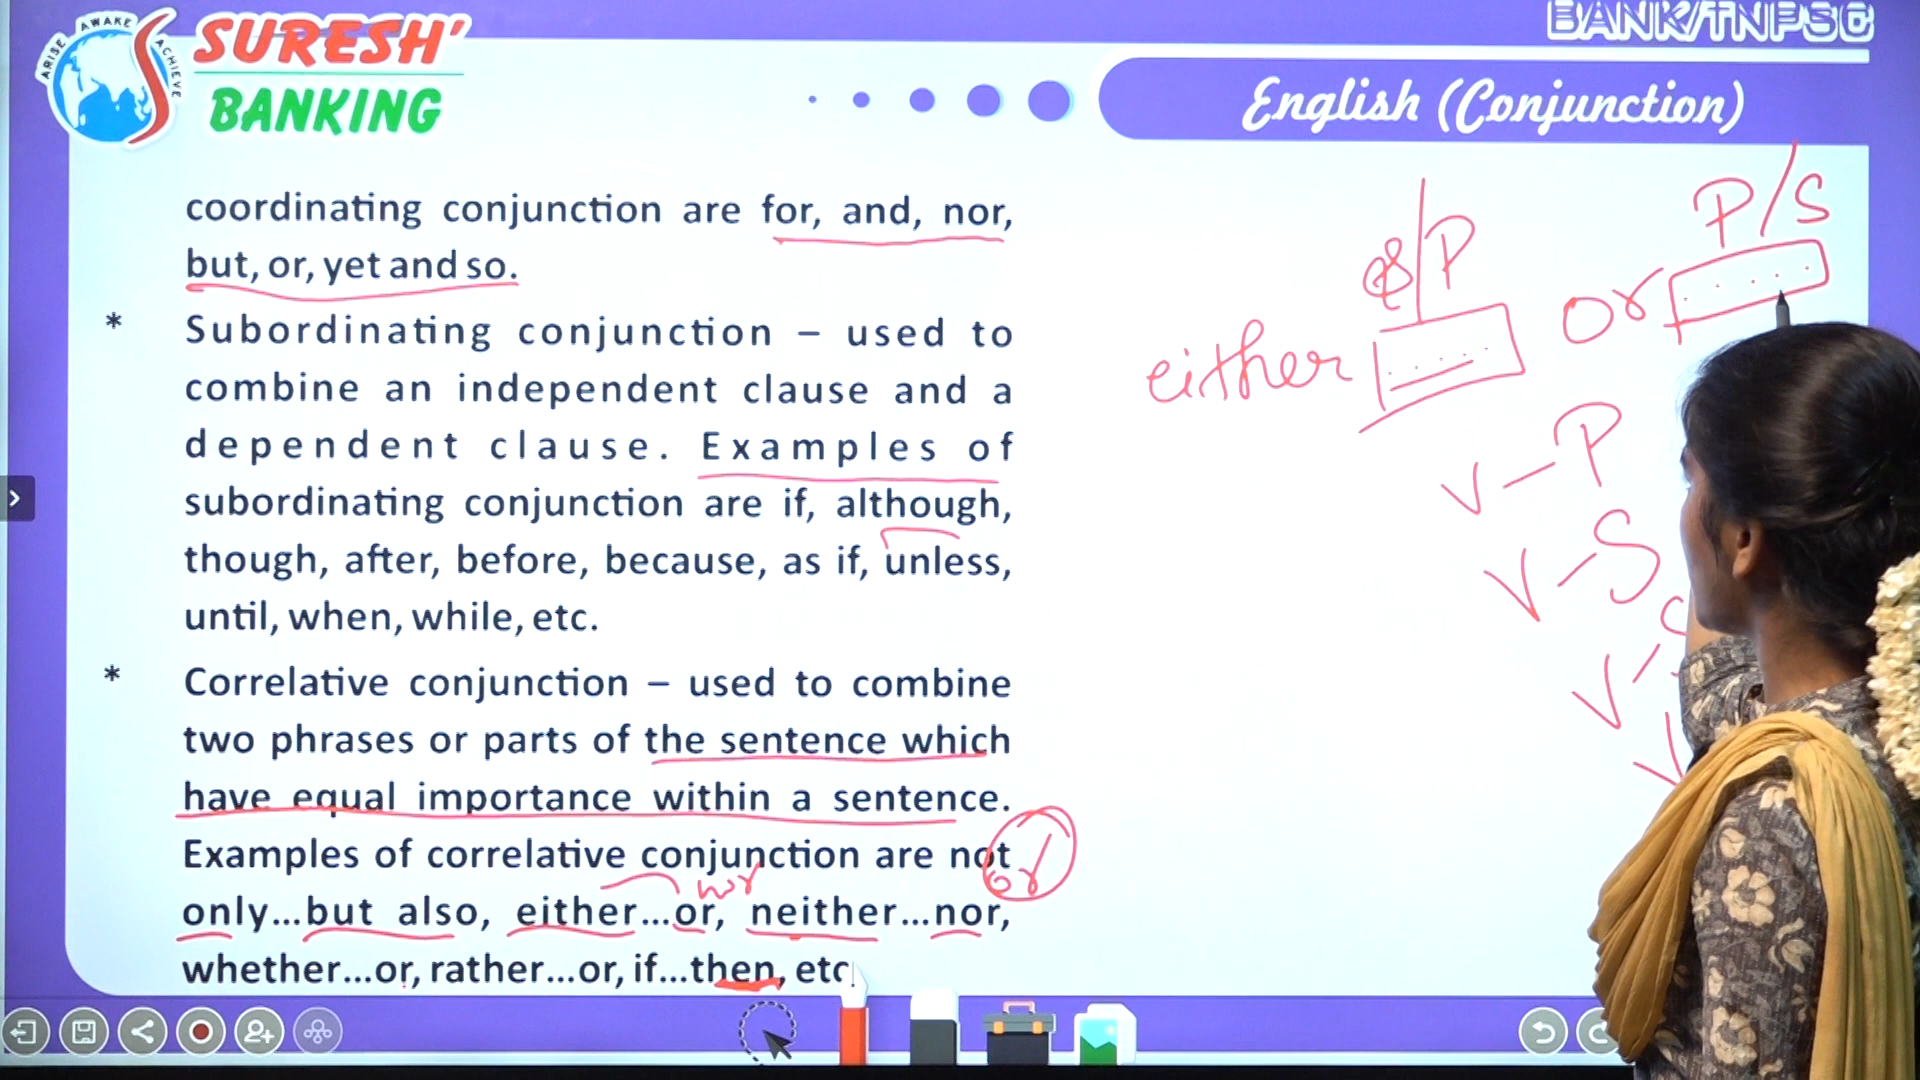 ARISE AWAKE ACHIEVE
SURESH'
BANKING
BANK/TNPSC
English (Conjunction)
coordinating conjunction are for, and, nor,
but, or, yet and so.
* Subordinating conjunction – used to
combine an independent clause and a
dependent clause. Examples of
subordinating conjunction are if, although,
though, after, before, because, as if, unless,
until, when, while, etc.
* Correlative conjunction – used to combine
two phrases or parts of the sentence which
have equal importance within a sentence.
Examples of correlative conjunction are not
only...but also, either...or, neither...nor,
whether...or, rather...or, if...then, etc
nor
or
P/S
P
either
or
V-P
V-S
V-
V